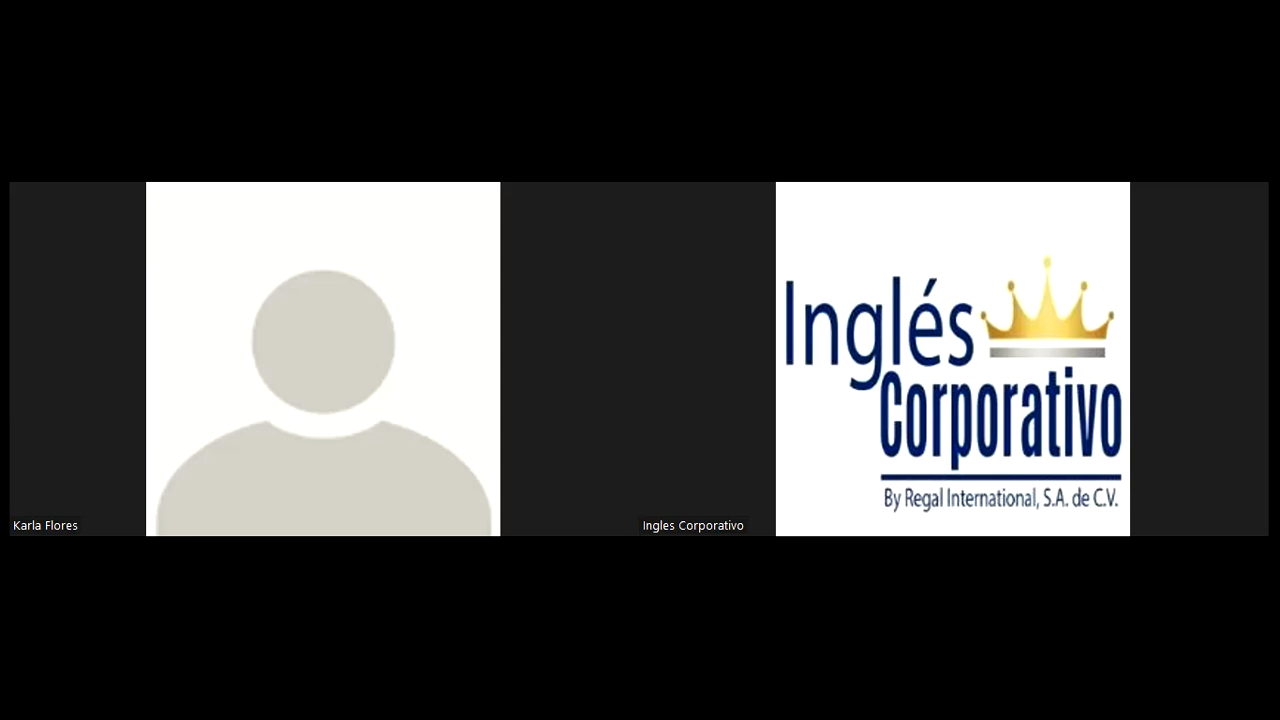 Karla Flores
Inglés
Corporativo
By Regal International, S.A. de C.V.
Ingles Corporativo